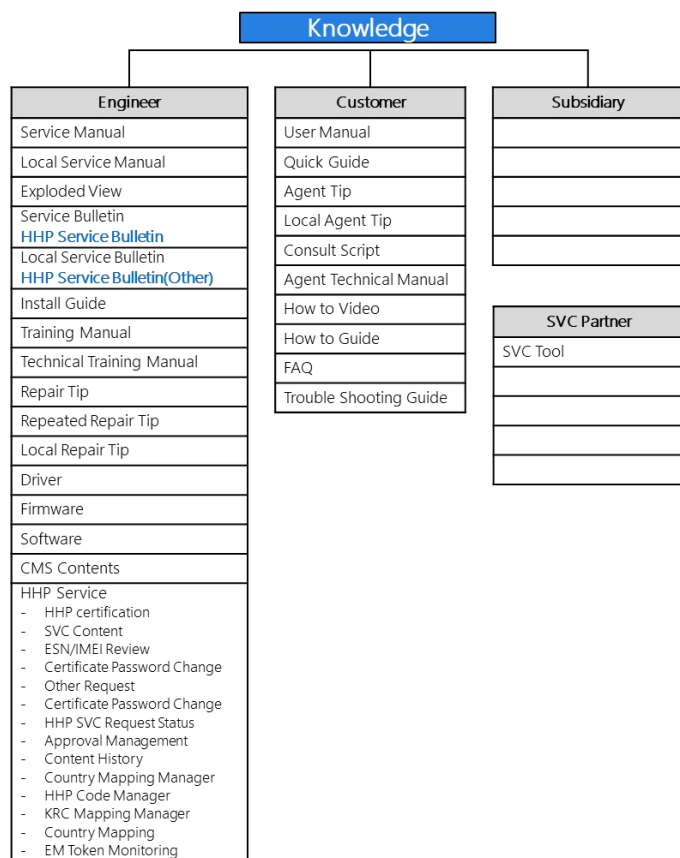 Knowledge
Engineer
Service Manual
Local Service Manual
Exploded View
Service Bulletin
HHP Service Bulletin
Local Service Bulletin
HHP Service Bulletin(Other)
Install Guide
Training Manual
Technical Training Manual
Repair Tip
Repeated Repair Tip
Local Repair Tip
Driver
Firmware
Software
CMS Contents
HHP Service
- HHP certification
- SVC Content
- ESN/IMEI Review
- Certificate Password Change
- Other Request
- Certificate Password Change
- HHP SVC Request Status
- Approval Management
- Content History
- Country Mapping Manager
- HHP Code Manager
- KRC Mapping Manager
- Country Mapping
- EM Token Monitoring
Customer
User Manual
Quick Guide
Agent Tip
Local Agent Tip
Consult Script
Agent Technical Manual
How to Video
How to Guide
FAQ
Trouble Shooting Guide
Subsidiary
SVC Partner
SVC Tool